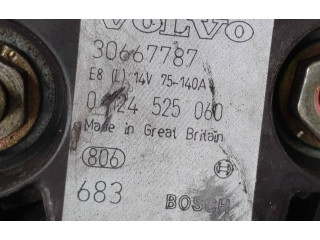 VOLVO
30667787
E8 (L) 14V 75-140A
0 124 525 060
Made in Great Britain
806
683 BOSCH